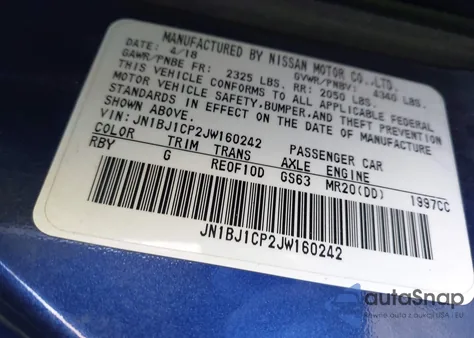 MANUFACTURED BY NISSAN MOTOR CO.,LTD.
DATE: 4/18 GVWR/PNBV: 4340 LBS.
GAWR/PNBE FR: 2325 LBS. RR: 2050 LBS.
THIS VEHICLE CONFORMS TO ALL APPLICABLE FEDERAL
MOTOR VEHICLE SAFETY,BUMPER,AND THEFT PREVENTION
STANDARDS IN EFFECT ON THE DATE OF MANUFACTURE
SHOWN ABOVE.
VIN: JN1BJ1CP2JW160242 PASSENGER CAR
COLOR TRIM TRANS AXLE ENGINE
RBY G RE0F10D GS63 MR20(DD) 1997CC
JN1BJ1CP2JW160242
autoSnap